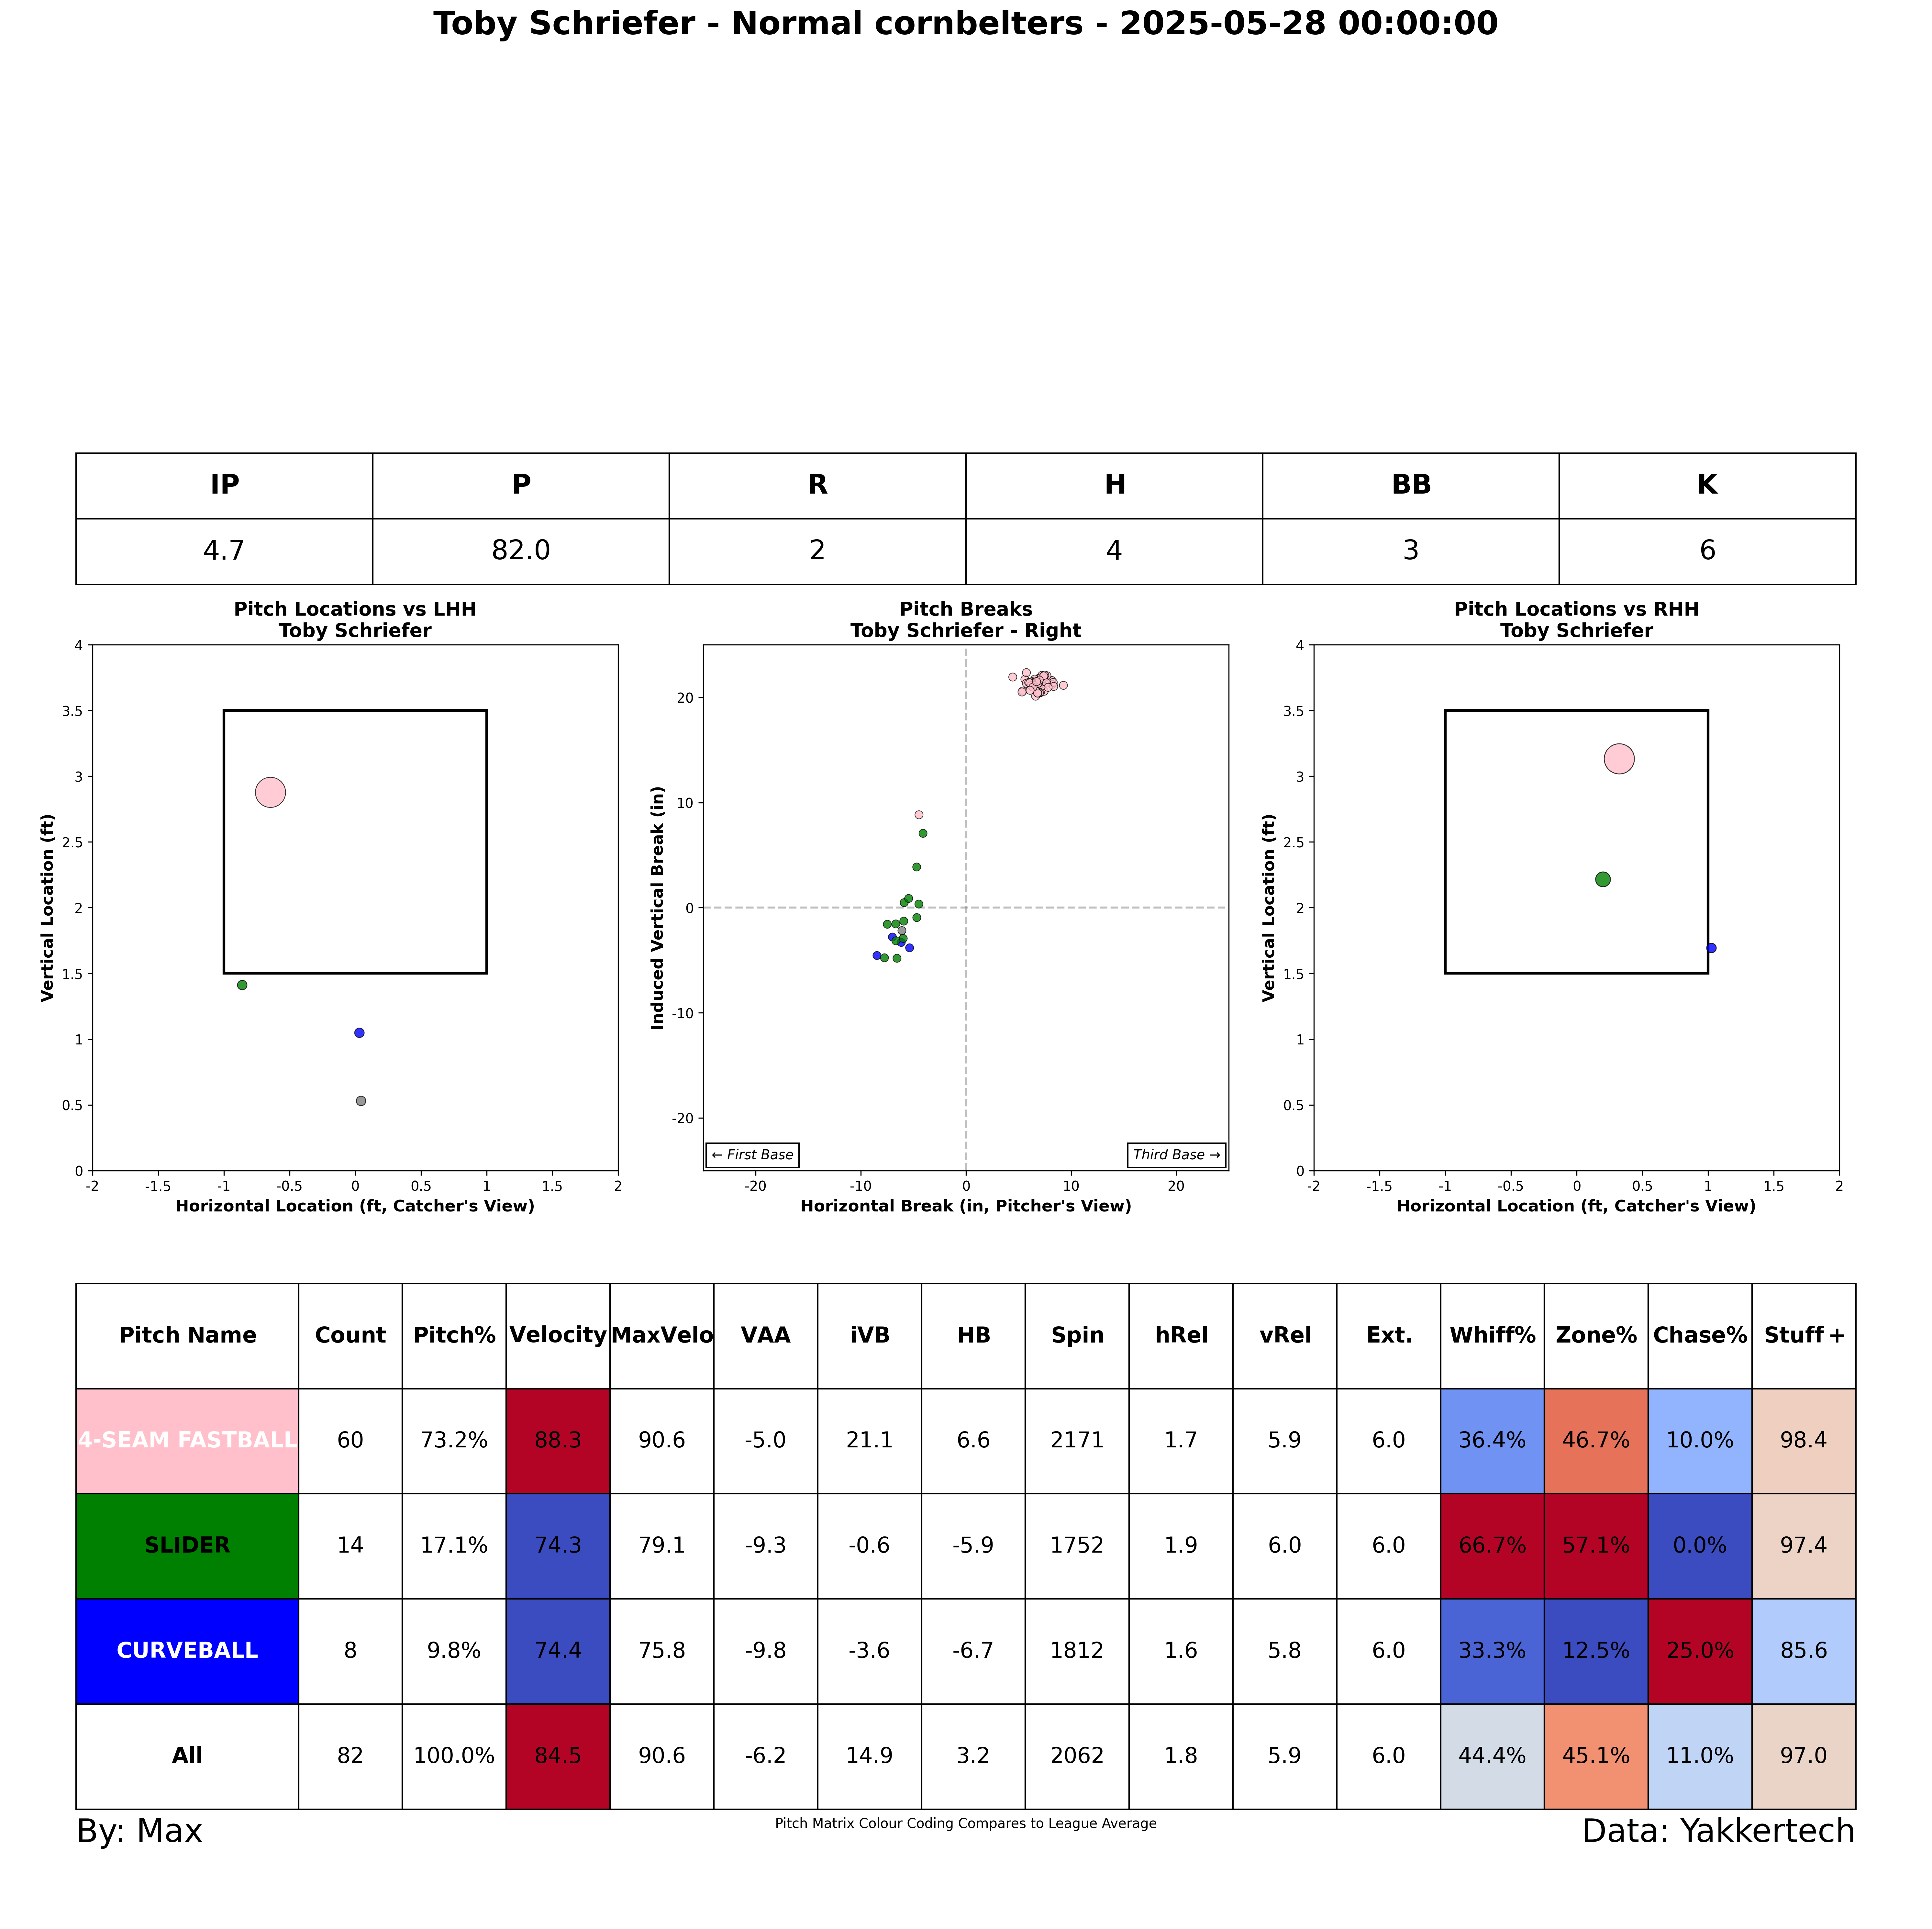 Toby Schriefer - Normal cornbelters - 2025-05-28 00:00:00
IP P R H BB K
4.7 82.0 2 4 3 6
Pitch Locations vs LHH
Toby Schriefer
4
3.5
3
2.5
2
1.5
1
0.5
0
-2 -1.5 -1 -0.5 0 0.5 1 1.5 2
Vertical Location (ft)
Horizontal Location (ft, Catcher's View)
Pitch Breaks
Toby Schriefer - Right
20
10
0
-10
-20
← First Base
Third Base →
-20 -10 0 10 20
Induced Vertical Break (in)
Horizontal Break (in, Pitcher's View)
Pitch Locations vs RHH
Toby Schriefer
4
3.5
3
2.5
2
1.5
1
0.5
0
-2 -1.5 -1 -0.5 0 0.5 1 1.5 2
Vertical Location (ft)
Horizontal Location (ft, Catcher's View)
Pitch Name Count Pitch% Velocity MaxVelo VAA iVB HB Spin hRel vRel Ext. Whiff% Zone% Chase% Stuff+
4-SEAM FASTBALL 60 73.2% 88.3 90.6 -5.0 21.1 6.6 2171 1.7 5.9 6.0 36.4% 46.7% 10.0% 98.4
SLIDER 14 17.1% 74.3 79.1 -9.3 -0.6 -5.9 1752 1.9 6.0 6.0 66.7% 57.1% 0.0% 97.4
CURVEBALL 8 9.8% 74.4 75.8 -9.8 -3.6 -6.7 1812 1.6 5.8 6.0 33.3% 12.5% 25.0% 85.6
All 82 100.0% 84.5 90.6 -6.2 14.9 3.2 2062 1.8 5.9 6.0 44.4% 45.1% 11.0% 97.0
By: Max
Pitch Matrix Colour Coding Compares to League Average
Data: Yakkertech